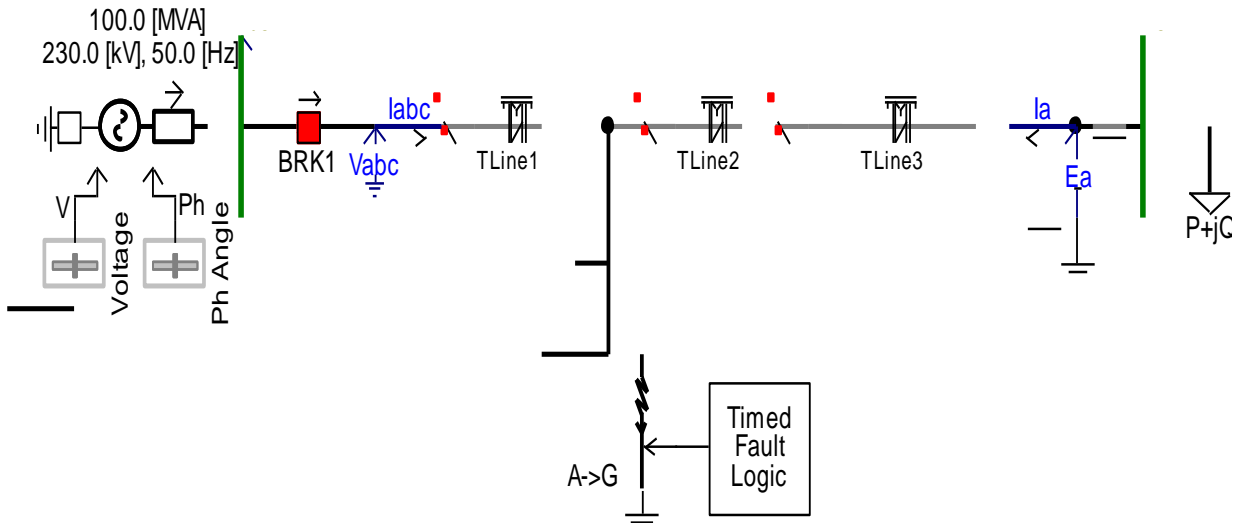 100.0 [MVA]
230.0 [kV], 50.0 [Hz]
Iabc
Ia
BRK1
Vabc
TLine1
TLine2
TLine3
Ea
V
Ph
P+jQ
Voltage
Ph Angle
A->G
Timed
Fault
Logic